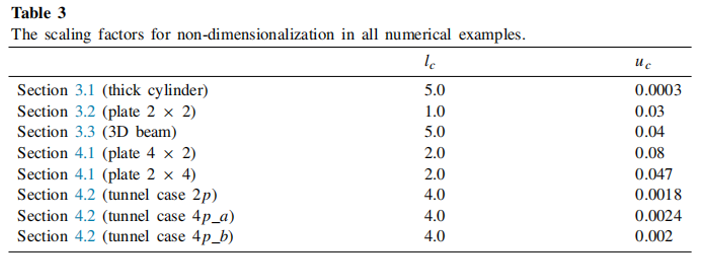 Table 3
The scaling factors for non-dimensionalization in all numerical examples.
l_c u_c
Section 3.1 (thick cylinder) 5.0 0.0003
Section 3.2 (plate 2 × 2) 1.0 0.03
Section 3.3 (3D beam) 5.0 0.04
Section 4.1 (plate 4 × 2) 2.0 0.08
Section 4.1 (plate 2 × 4) 2.0 0.047
Section 4.2 (tunnel case 2p) 4.0 0.0018
Section 4.2 (tunnel case 4p_a) 4.0 0.0024
Section 4.2 (tunnel case 4p_b) 4.0 0.002